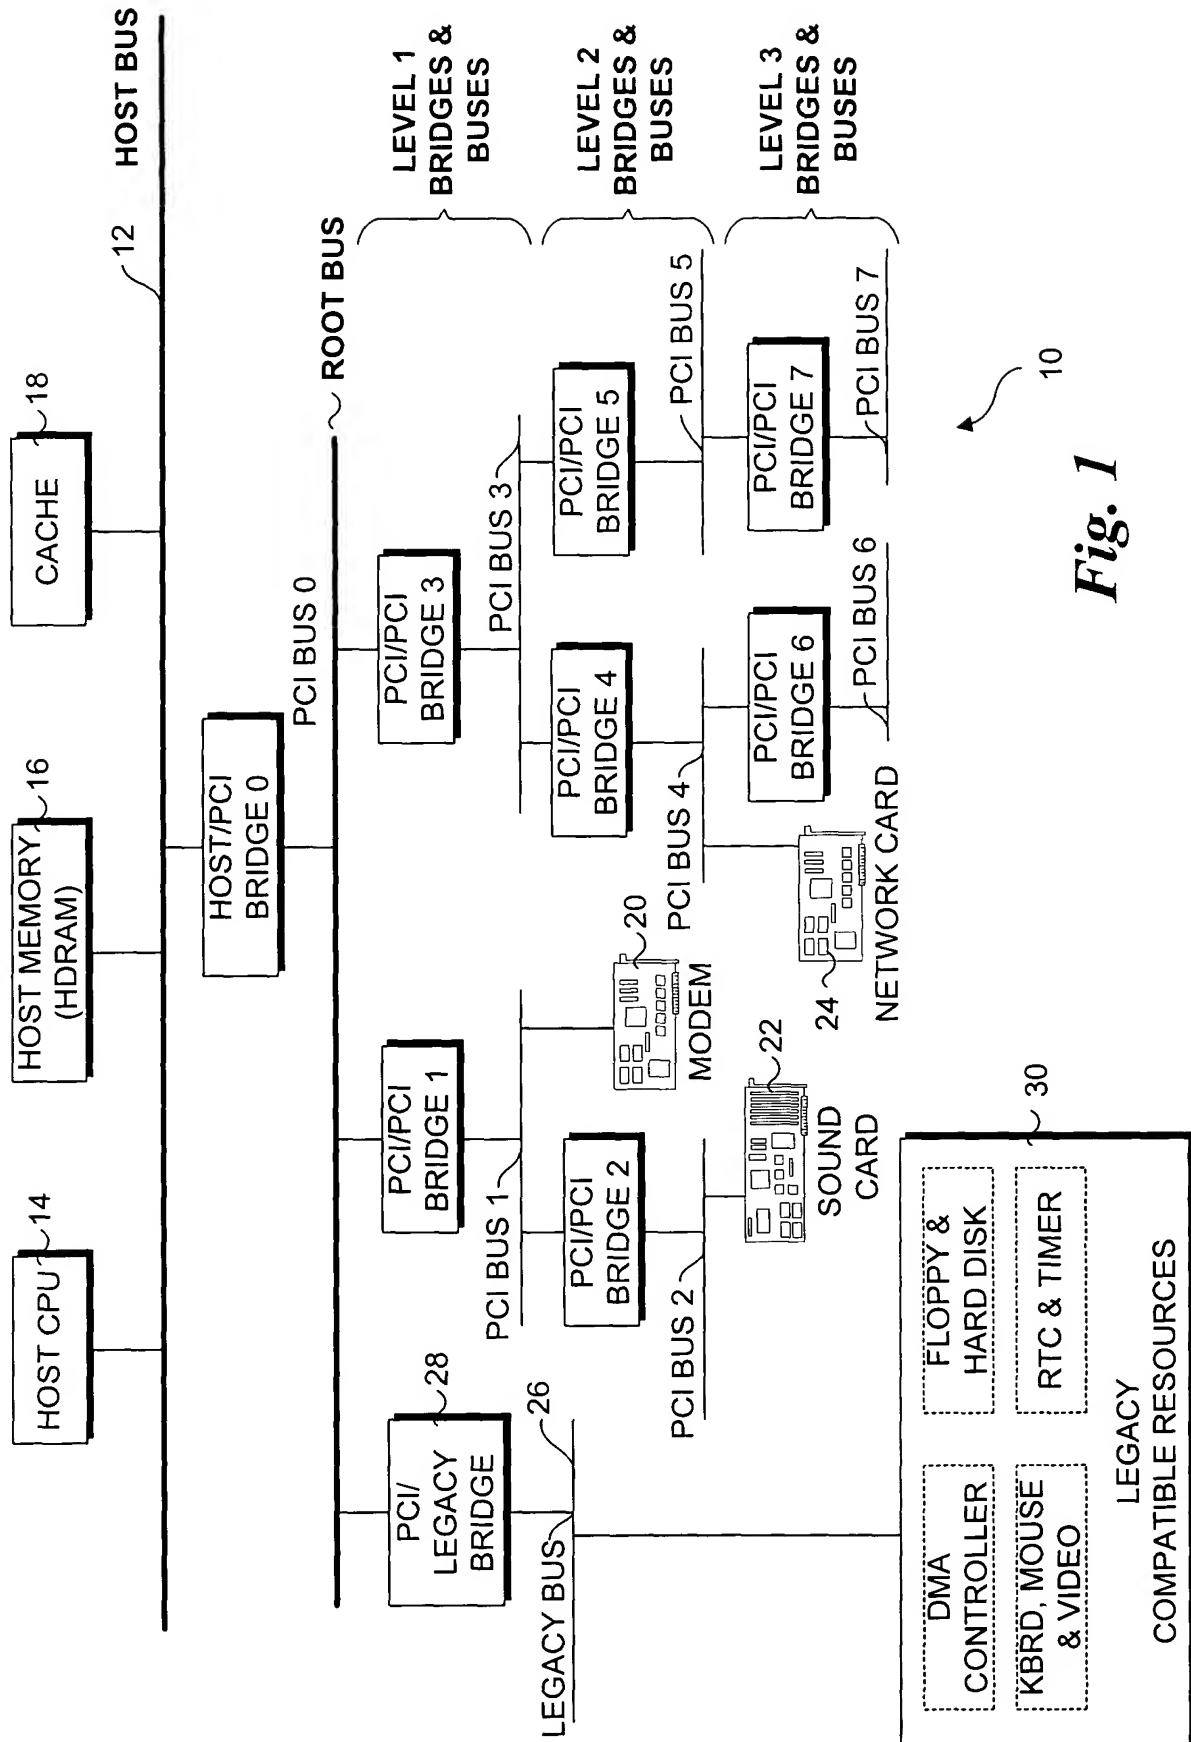 HOST CPU
14
HOST MEMORY
(HDRAM)
16
CACHE
18
12
HOST BUS
HOST/PCI
BRIDGE 0
PCI BUS 0
ROOT BUS
PCI/
LEGACY
BRIDGE
28
PCI/PCI
BRIDGE 1
PCI/PCI
BRIDGE 3
LEVEL 1
BRIDGES &
BUSES
LEGACY BUS
26
PCI BUS 1
PCI BUS 3
PCI/PCI
BRIDGE 2
20
MODEM
PCI/PCI
BRIDGE 4
PCI/PCI
BRIDGE 5
LEVEL 2
BRIDGES &
BUSES
PCI BUS 2
PCI BUS 4
PCI BUS 5
22
SOUND
CARD
24
NETWORK CARD
PCI/PCI
BRIDGE 6
PCI/PCI
BRIDGE 7
LEVEL 3
BRIDGES &
BUSES
PCI BUS 6
PCI BUS 7
30
DMA
CONTROLLER
FLOPPY &
HARD DISK
KBRD, MOUSE
& VIDEO
RTC & TIMER
LEGACY
COMPATIBLE RESOURCES
10
Fig. 1